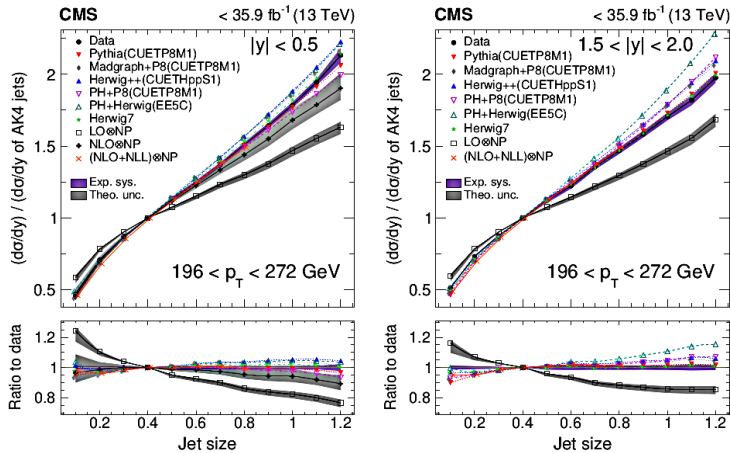 CMS
< 35.9 fb⁻¹ (13 TeV)
|y| < 0.5
Data
Pythia(CUETP8M1)
Madgraph+P8(CUETP8M1)
Herwig++(CUETHppS1)
PH+P8(CUETP8M1)
PH+Herwig(EE5C)
Herwig7
LO⊗NP
NLO⊗NP
(NLO+NLL)⊗NP
Exp. sys.
Theo. unc.
196 < p_T < 272 GeV
(dσ/dy) / (dσ/dy of AK4 jets)
2
1.5
1
0.5
Ratio to data
1.2
1.0
0.8
0.2 0.4 0.6 0.8 1.0 1.2
Jet size
CMS
< 35.9 fb⁻¹ (13 TeV)
1.5 < |y| < 2.0
Data
Pythia(CUETP8M1)
Madgraph+P8(CUETP8M1)
Herwig++(CUETHppS1)
PH+P8(CUETP8M1)
PH+Herwig(EE5C)
Herwig7
LO⊗NP
NLO⊗NP
(NLO+NLL)⊗NP
Exp. sys.
Theo. unc.
196 < p_T < 272 GeV
(dσ/dy) / (dσ/dy of AK4 jets)
2
1.5
1
0.5
Ratio to data
1.2
1.0
0.8
0.2 0.4 0.6 0.8 1.0 1.2
Jet size